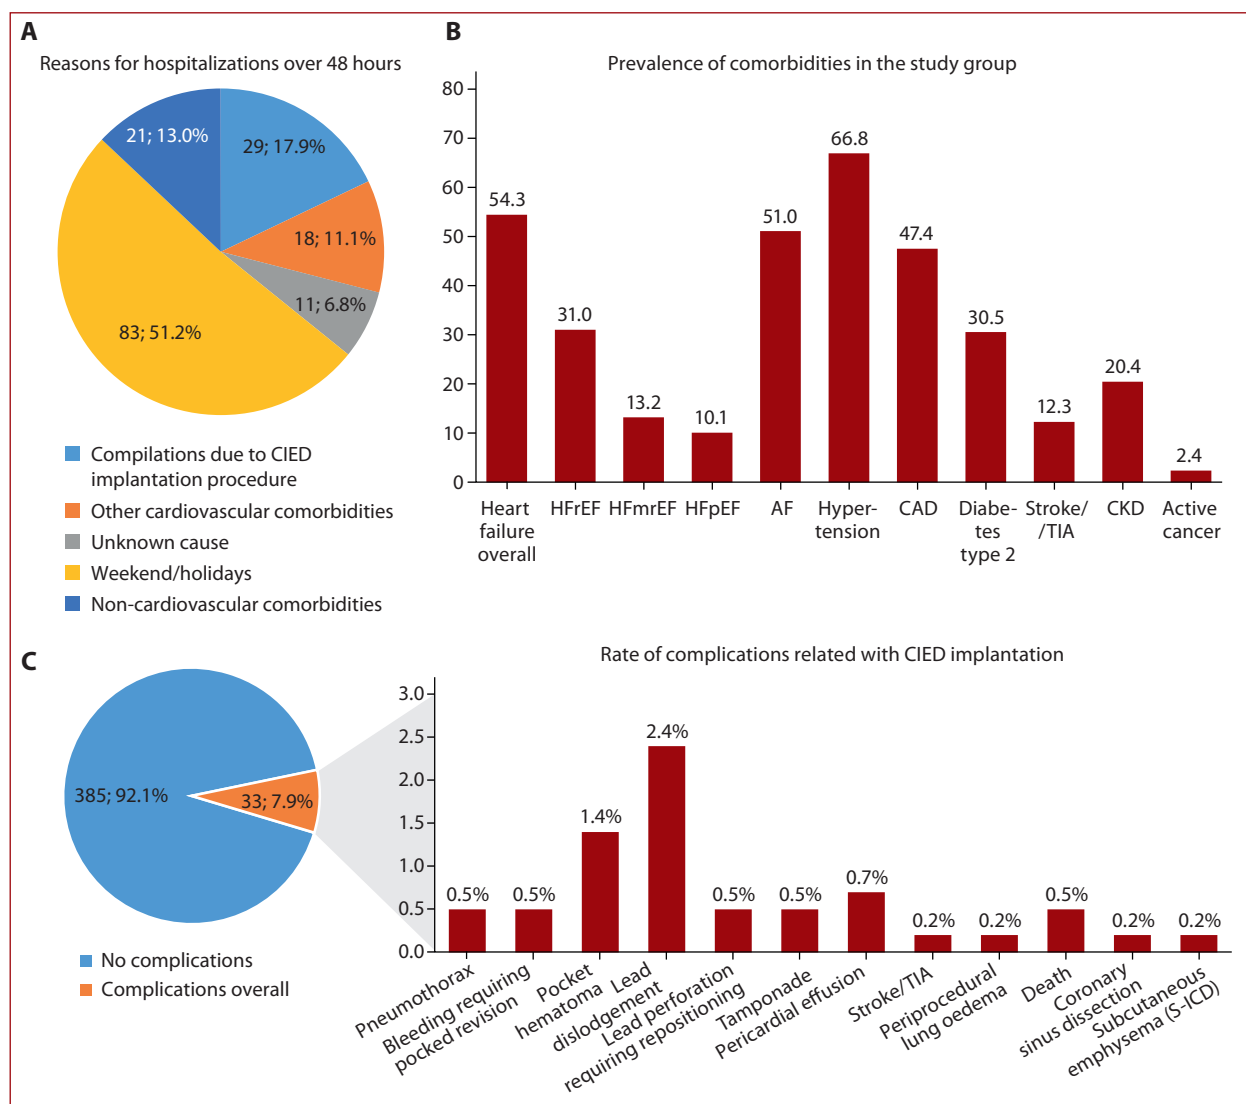 A
Reasons for hospitalizations over 48 hours
21; 13.0%
29; 17.9%
18; 11.1%
11; 6.8%
83; 51.2%
Compilations due to CIED
implantation procedure
Other cardiovascular comorbidities
Unknown cause
Weekend/holidays
Non-cardiovascular comorbidities
B
Prevalence of comorbidities in the study group
80
70
60
50
40
30
20
10
0
54.3
31.0
13.2
10.1
51.0
66.8
47.4
30.5
12.3
20.4
2.4
Heart
failure
overall
HFrEF
HFmrEF
HFpEF
AF
Hyper-
tension
CAD
Diabe-
tes
type 2
Stroke/
/TIA
CKD
Active
cancer
C
385; 92.1%
33; 7.9%
No complications
Complications overall
Rate of complications related with CIED implantation
3.0
2.5
2.0
1.5
1.0
0.5
0.0
0.5%
0.5%
1.4%
2.4%
0.5%
0.5%
0.7%
0.2%
0.2%
0.5%
0.2%
0.2%
Pneumothorax
Bleeding requiring
pocked revision
Pocket
hematoma
Lead
dislodgement
Lead perforation
requiring repositioning
Tamponade
Pericardial effusion
Stroke/TIA
Periprocedural
lung oedema
Death
Coronary
sinus dissection
Subcutaneous
emphysema (S-ICD)